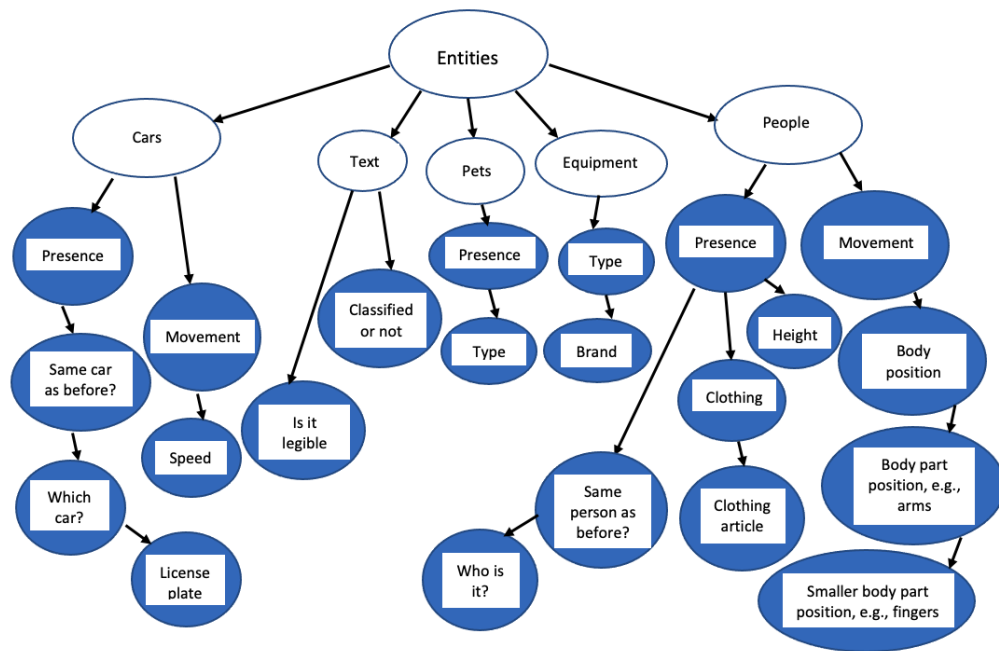 Entities
Cars
Text
Pets
Equipment
People
Presence
Same car
as before?
Which
car?
License
plate
Movement
Speed
Is it
legible
Classified
or not
Presence
Type
Type
Brand
Presence
Same
person as
before?
Who is
it?
Clothing
Clothing
article
Height
Movement
Body
position
Body part
position, e.g.,
arms
Smaller body part
position, e.g., fingers